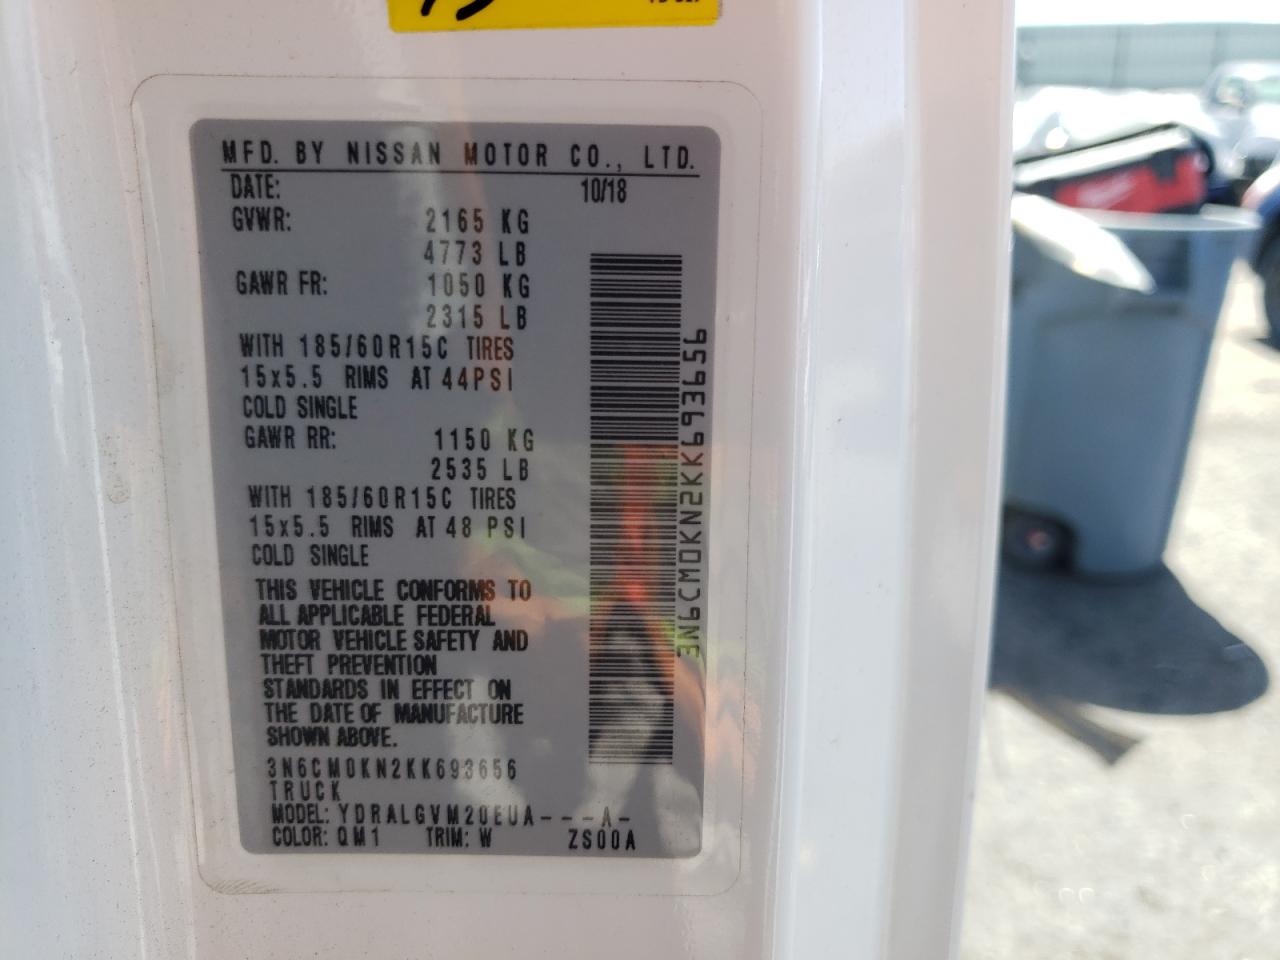 MFD. BY NISSAN MOTOR CO., LTD.
DATE: 10/18
GVWR: 2165 KG
4773 LB
GAWR FR: 1050 KG
2315 LB
WITH 185/60R15C TIRES
15x5.5 RIMS AT 44PSI
COLD SINGLE
GAWR RR: 1150 KG
2535 LB
WITH 185/60R15C TIRES
15x5.5 RIMS AT 48 PSI
COLD SINGLE
THIS VEHICLE CONFORMS TO
ALL APPLICABLE FEDERAL
MOTOR VEHICLE SAFETY AND
THEFT PREVENTION
STANDARDS IN EFFECT ON
THE DATE OF MANUFACTURE
SHOWN ABOVE.
3N6CM0KN2KK693656
TRUCK
MODEL: YDRALGVM20EUA----A-
COLOR: QM1 TRIM: W ZS00A
3N6CM0KN2KK693656